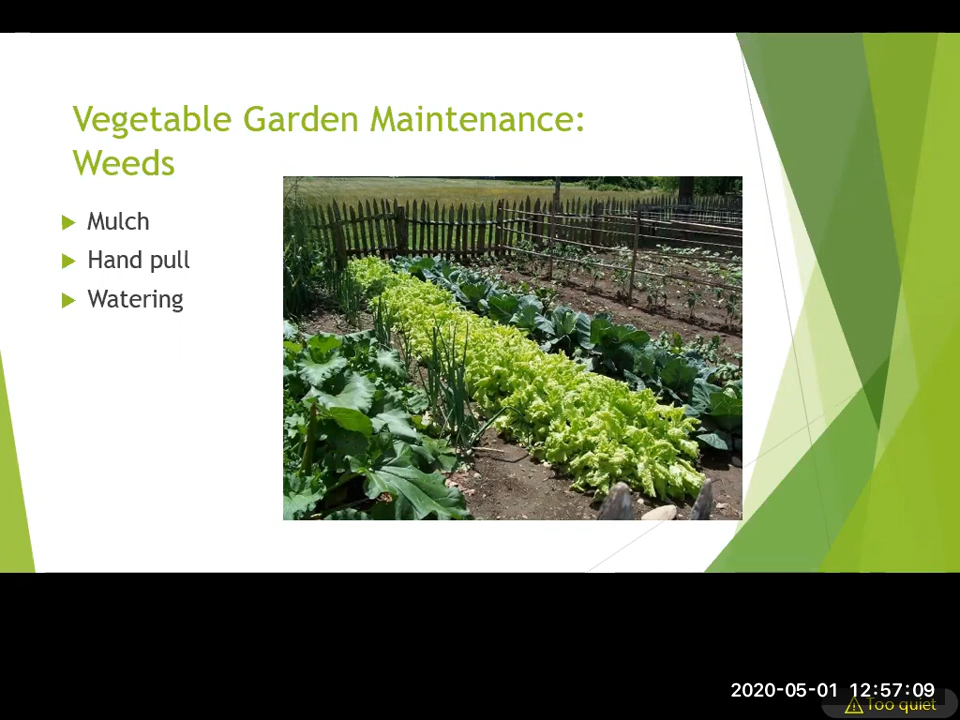 Vegetable Garden Maintenance:
Weeds
Mulch
Hand pull
Watering
2020-05-01 12:57:09
Too quiet